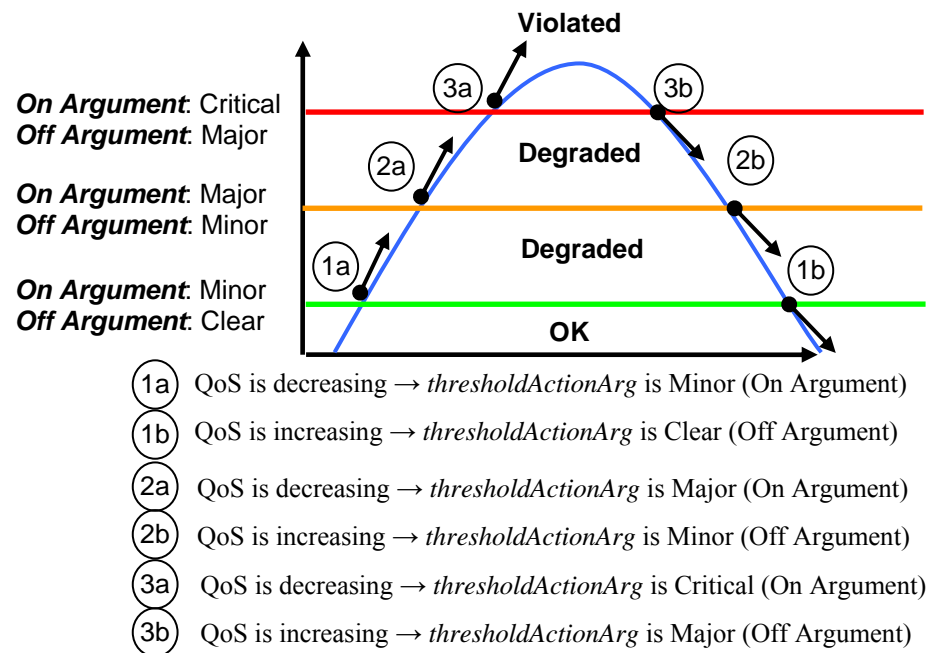 Violated
3a
3b
On Argument: Critical
Off Argument: Major
Degraded
2a
2b
On Argument: Major
Off Argument: Minor
Degraded
1a
1b
On Argument: Minor
Off Argument: Clear
OK
1a QoS is decreasing → thresholdActionArg is Minor (On Argument)
1b QoS is increasing → thresholdActionArg is Clear (Off Argument)
2a QoS is decreasing → thresholdActionArg is Major (On Argument)
2b QoS is increasing → thresholdActionArg is Minor (Off Argument)
3a QoS is decreasing → thresholdActionArg is Critical (On Argument)
3b QoS is increasing → thresholdActionArg is Major (Off Argument)